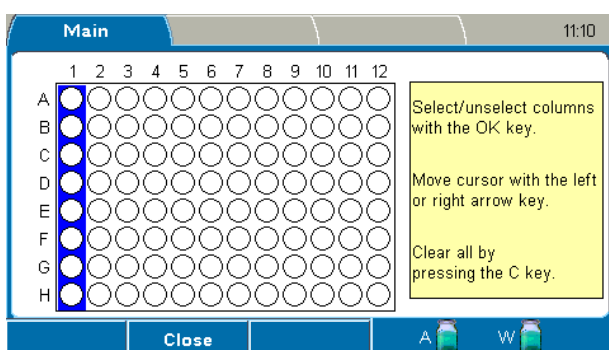 Main 11:10
1 2 3 4 5 6 7 8 9 10 11 12
A
B
C
D
E
F
G
H
Select/unselect columns
with the OK key.
Move cursor with the left
or right arrow key.
Clear all by
pressing the C key.
Close A W